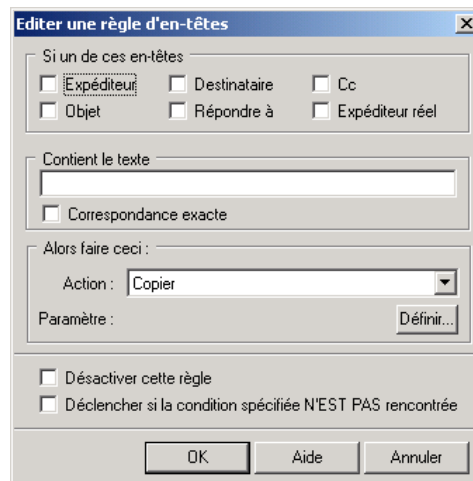 Editer une règle d'en-têtes
Si un de ces en-têtes
Expéditeur Destinataire Cc
Objet Répondre à Expéditeur réel
Contient le texte
Correspondance exacte
Alors faire ceci :
Action : Copier
Paramètre : Définir...
Désactiver cette règle
Déclencher si la condition spécifiée N'EST PAS rencontrée
OK Aide Annuler